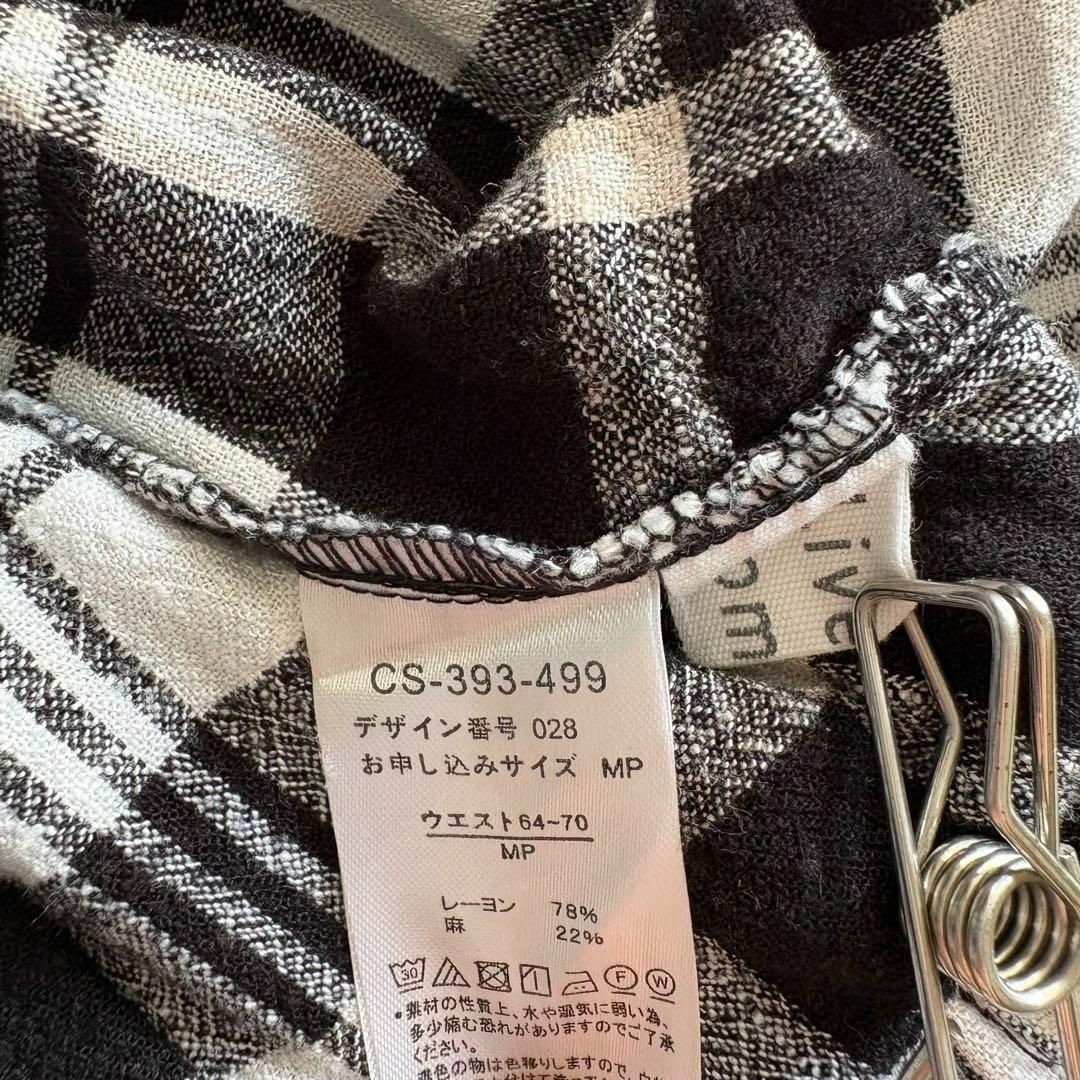 CS-393-499
デザイン番号 028
お申し込みサイズ MP
ウエスト64~70
MP
レーヨン 78%
麻 22%
30
F W
•素材の性質上、水や湿気に弱い為、
多少縮む恐れがありますのでご了承
ください。
色の物は色移りしますので、